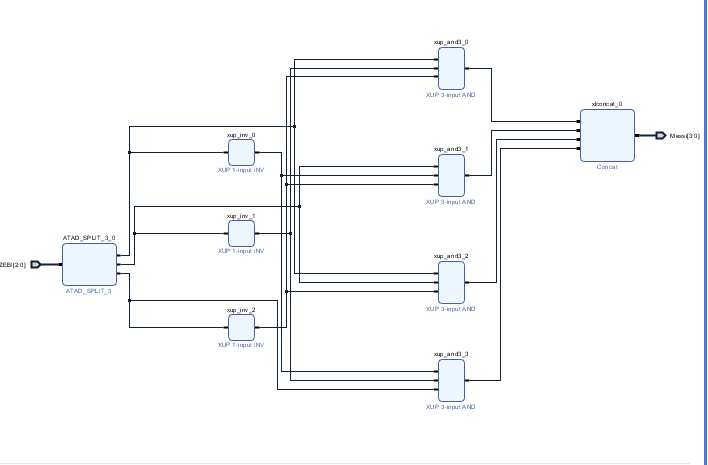 xup_and3_0
XUP 3-input AND
xlconcat_0
Messi[3:0]
Concat
xup_inv_0
XUP 1-input INV
xup_and3_1
XUP 3-input AND
xup_inv_1
XUP 1-input INV
ATAD_SPLIT_3_0
ZEBI[2:0]
ATAD_SPLIT_3
xup_and3_2
XUP 3-input AND
xup_inv_2
XUP 1-input INV
xup_and3_3
XUP 3-input AND